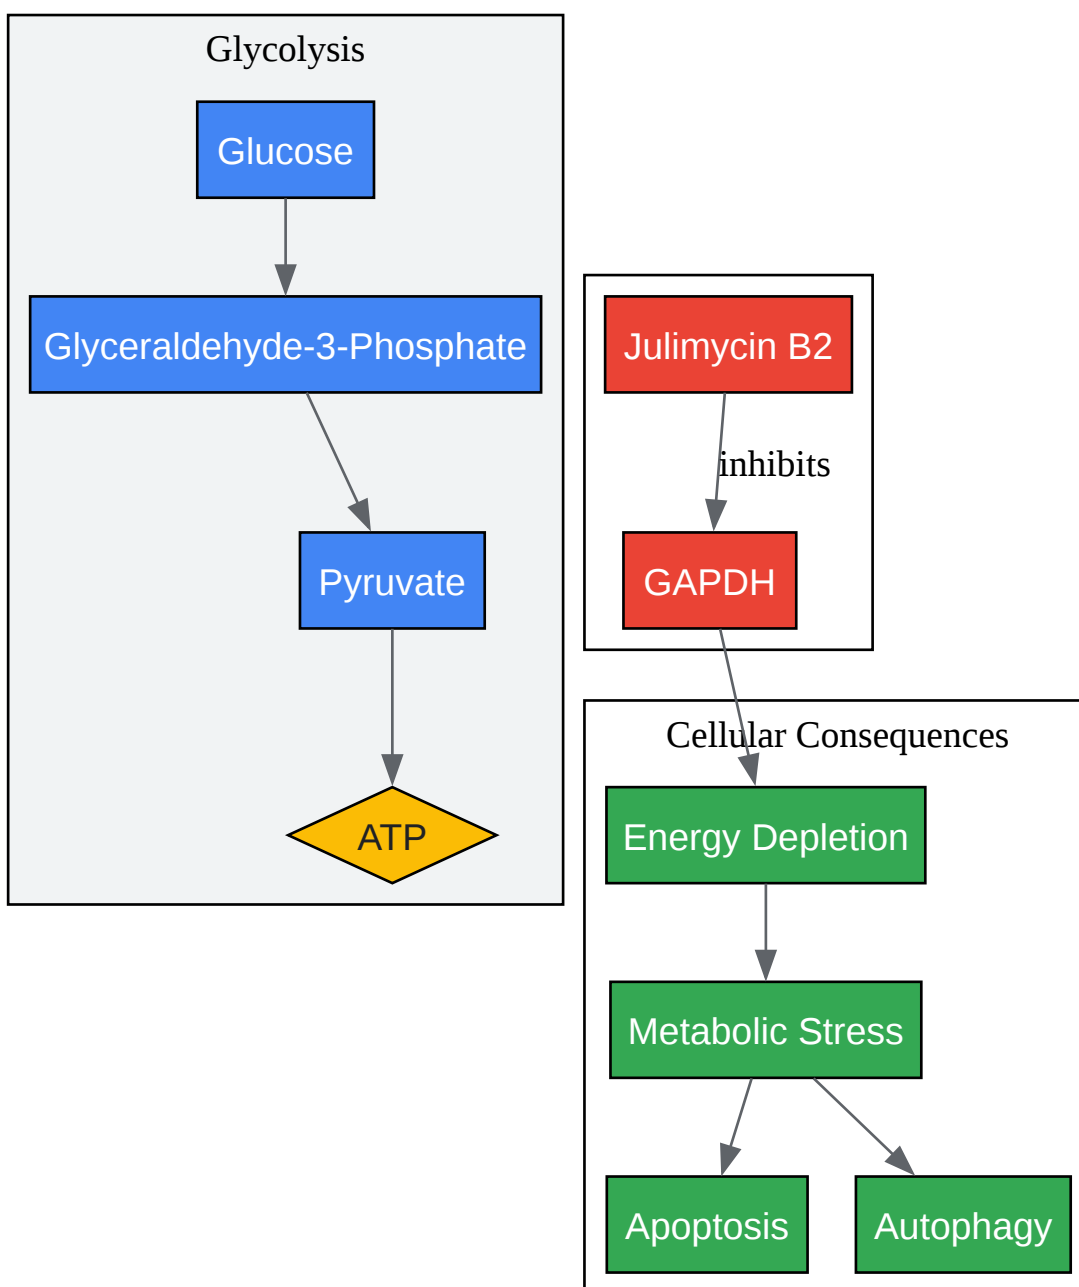 Glycolysis
Glucose
Glyceraldehyde-3-Phosphate
Pyruvate
ATP
Julimycin B2
inhibits
GAPDH
Cellular Consequences
Energy Depletion
Metabolic Stress
Apoptosis
Autophagy